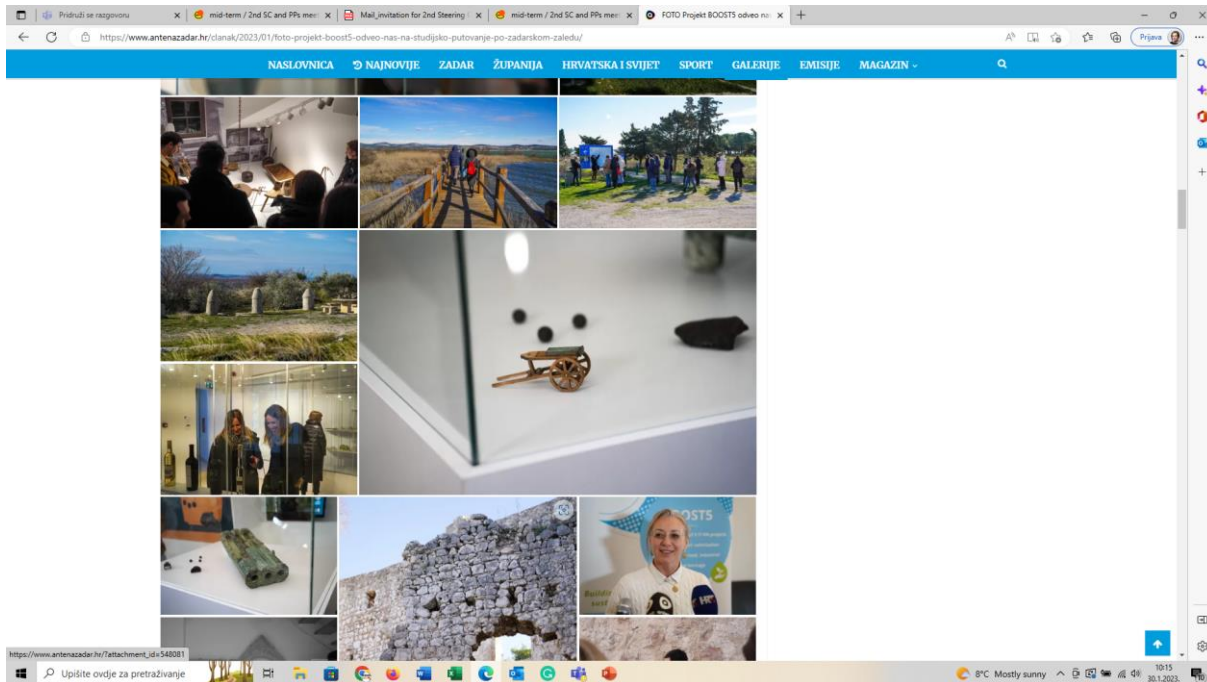 Pridruži se razgovoru
mid-term / 2nd SC and PPs mee
Mail_invitation for 2nd Steering C
mid-term / 2nd SC and PPs mee
FOTO Projekt BOOST5 odveo na
https://www.antenazadar.hr/clanak/2023/01/foto-projekt-boost5-odveo-nas-na-studijsko-putovanje-po-zadarskom-zaledu/
Prijava
NASLOVNICA NAJNOVIJE ZADAR ŽUPANIJA HRVATSKA I SVIJET SPORT GALERIJE EMISIJE MAGAZIN
OST5
HR
https://www.antenazadar.hr/?attachment_id=548081
Upišite ovdje za pretraživanje
8°C Mostly sunny
10:15
30.1.2023.